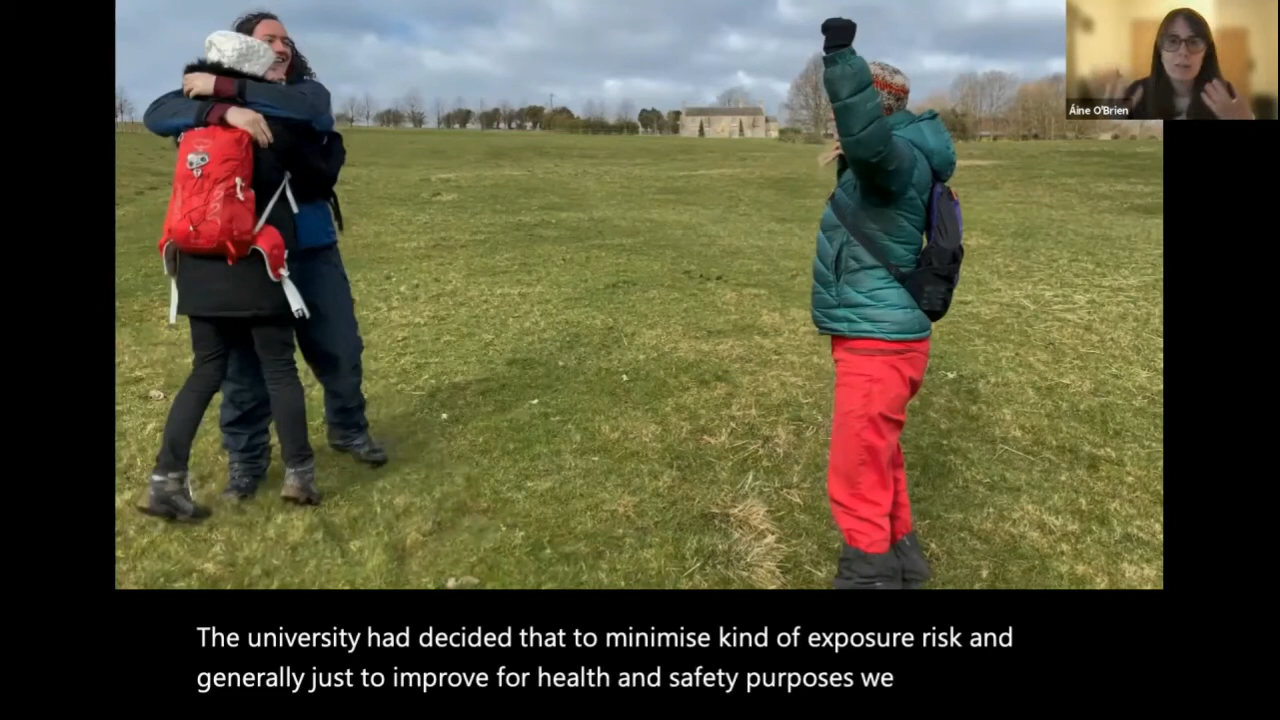 Áine O'Brien
The university had decided that to minimise kind of exposure risk and
generally just to improve for health and safety purposes we